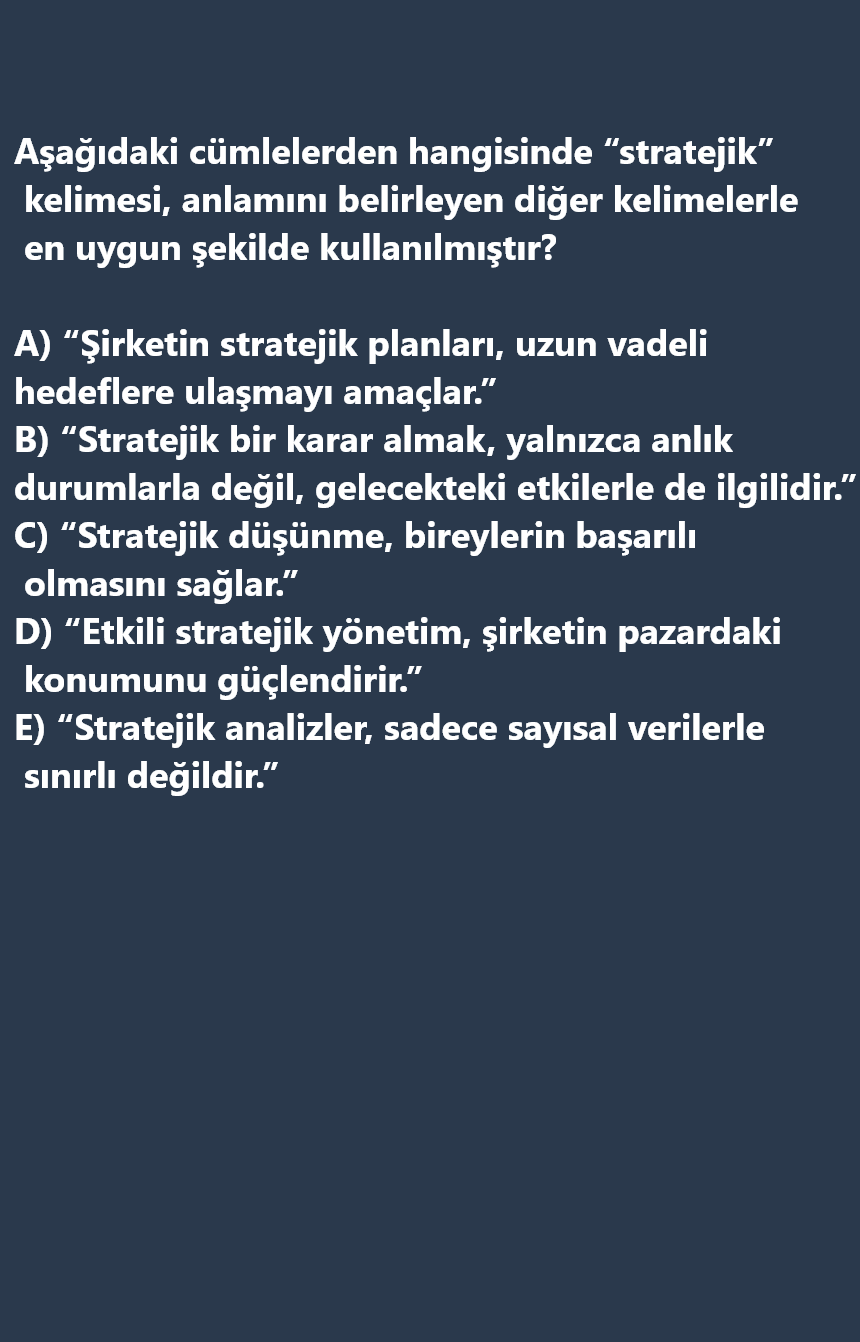 Aşağıdaki cümlelerden hangisinde “stratejik”
kelimesi, anlamını belirleyen diğer kelimelerle
en uygun şekilde kullanılmıştır?
A) “Şirketin stratejik planları, uzun vadeli
hedeflere ulaşmayı amaçlar.”
B) “Stratejik bir karar almak, yalnızca anlık
durumlarla değil, gelecekteki etkilerle de ilgilidir.”
C) “Stratejik düşünme, bireylerin başarılı
olmasını sağlar.”
D) “Etkili stratejik yönetim, şirketin pazardaki
konumunu güçlendirir.”
E) “Stratejik analizler, sadece sayısal verilerle
sınırlı değildir.”